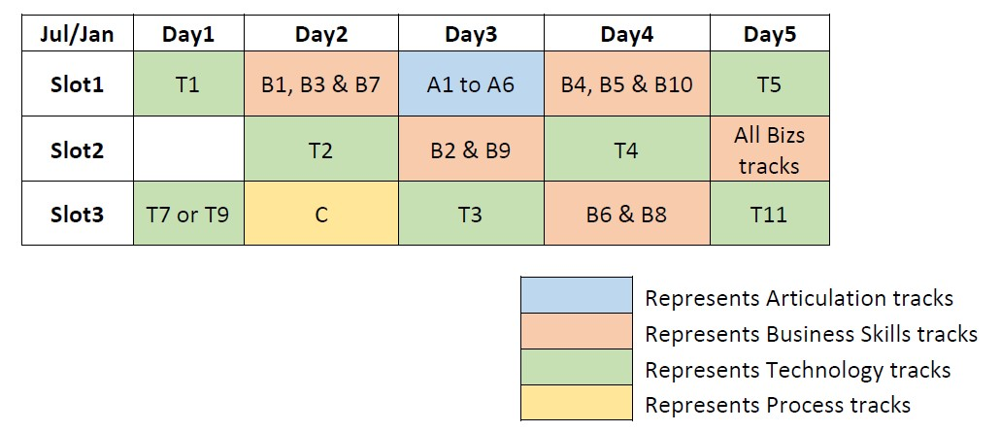 Jul/Jan Day1 Day2 Day3 Day4 Day5
Slot1 T1 B1, B3 & B7 A1 to A6 B4, B5 & B10 T5
Slot2 T2 B2 & B9 T4 All Bizs
tracks
Slot3 T7 or T9 C T3 B6 & B8 T11
Represents Articulation tracks
Represents Business Skills tracks
Represents Technology tracks
Represents Process tracks